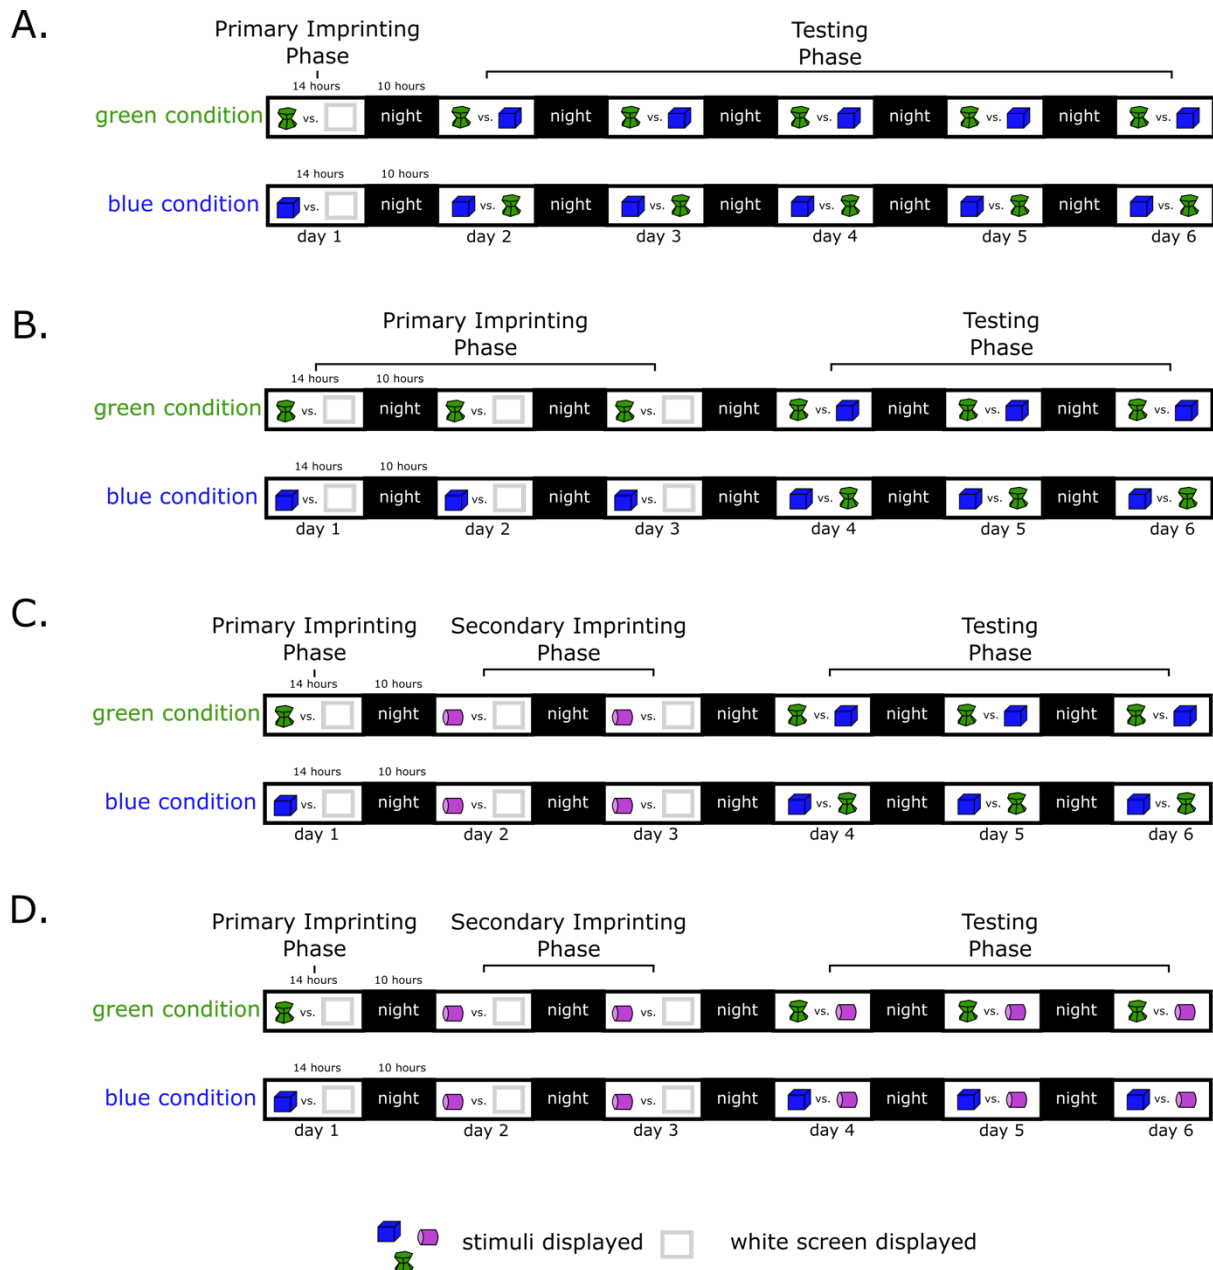 A.
Primary Imprinting Phase
Testing Phase
14 hours 10 hours
green condition vs. night vs. night vs. night vs. night vs. night vs.
14 hours 10 hours
blue condition vs. night vs. night vs. night vs. night vs. night vs.
day 1 day 2 day 3 day 4 day 5 day 6
B.
Primary Imprinting Phase
Testing Phase
14 hours 10 hours
green condition vs. night vs. night vs. night vs. night vs. night vs.
14 hours 10 hours
blue condition vs. night vs. night vs. night vs. night vs. night vs.
day 1 day 2 day 3 day 4 day 5 day 6
C.
Primary Imprinting Phase
Secondary Imprinting Phase
Testing Phase
14 hours 10 hours
green condition vs. night vs. night vs. night vs. night vs. night vs.
14 hours 10 hours
blue condition vs. night vs. night vs. night vs. night vs. night vs.
day 1 day 2 day 3 day 4 day 5 day 6
D.
Primary Imprinting Phase
Secondary Imprinting Phase
Testing Phase
14 hours 10 hours
green condition vs. night vs. night vs. night vs. night vs. night vs.
14 hours 10 hours
blue condition vs. night vs. night vs. night vs. night vs. night vs.
day 1 day 2 day 3 day 4 day 5 day 6
stimuli displayed white screen displayed